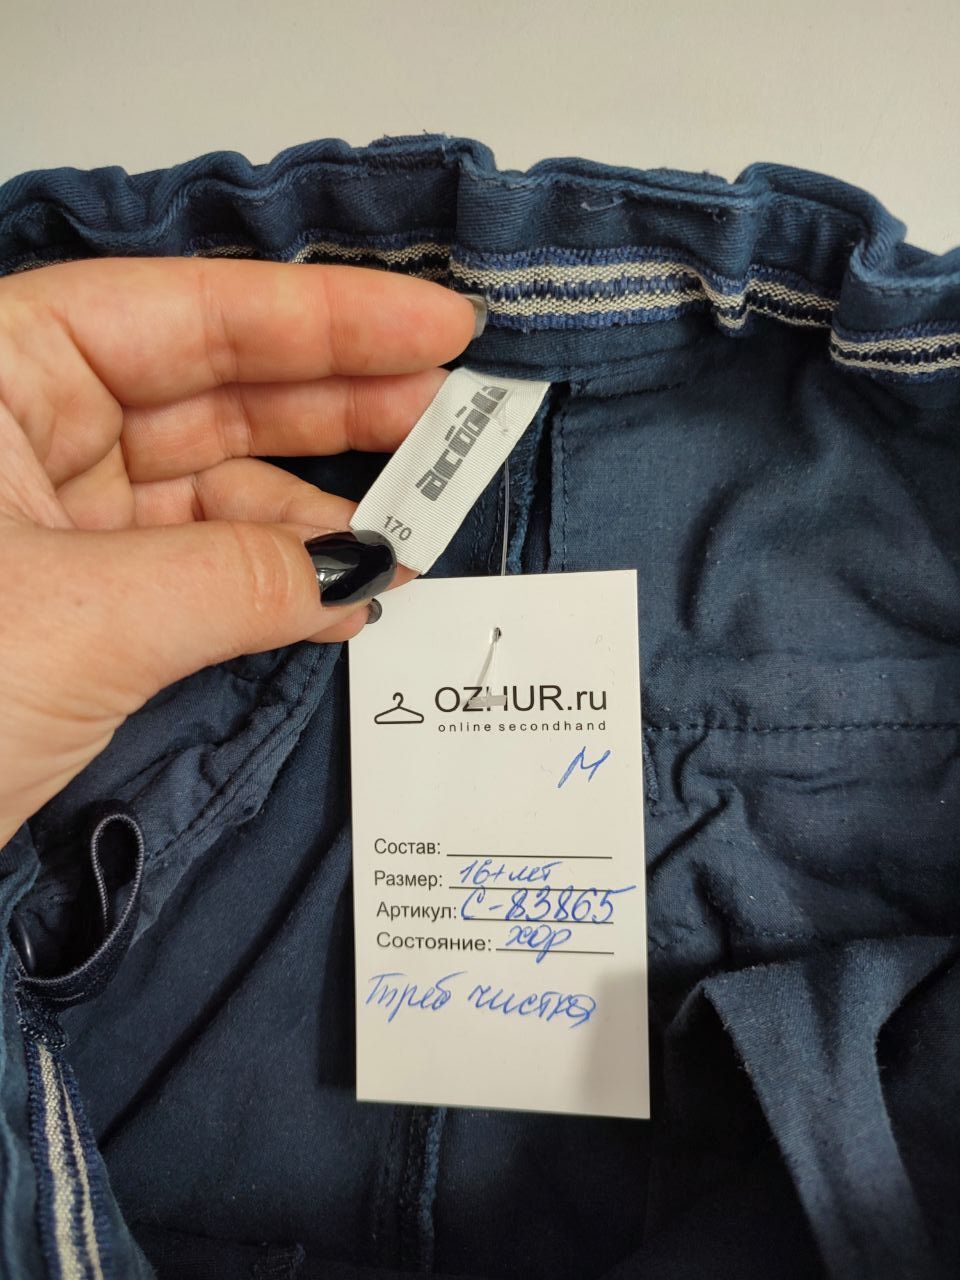 acoola
170
OZHUR.ru
online secondhand
М
Состав:
Размер: 16+лет
Артикул: С-83865
Состояние: хор
Треб чистка